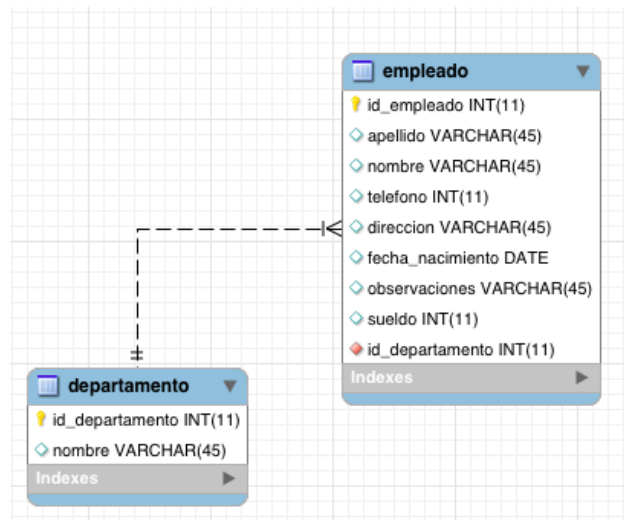 empleado
id_empleado INT(11)
apellido VARCHAR(45)
nombre VARCHAR(45)
telefono INT(11)
direccion VARCHAR(45)
fecha_nacimiento DATE
observaciones VARCHAR(45)
sueldo INT(11)
id_departamento INT(11)
Indexes
departamento
id_departamento INT(11)
nombre VARCHAR(45)
Indexes